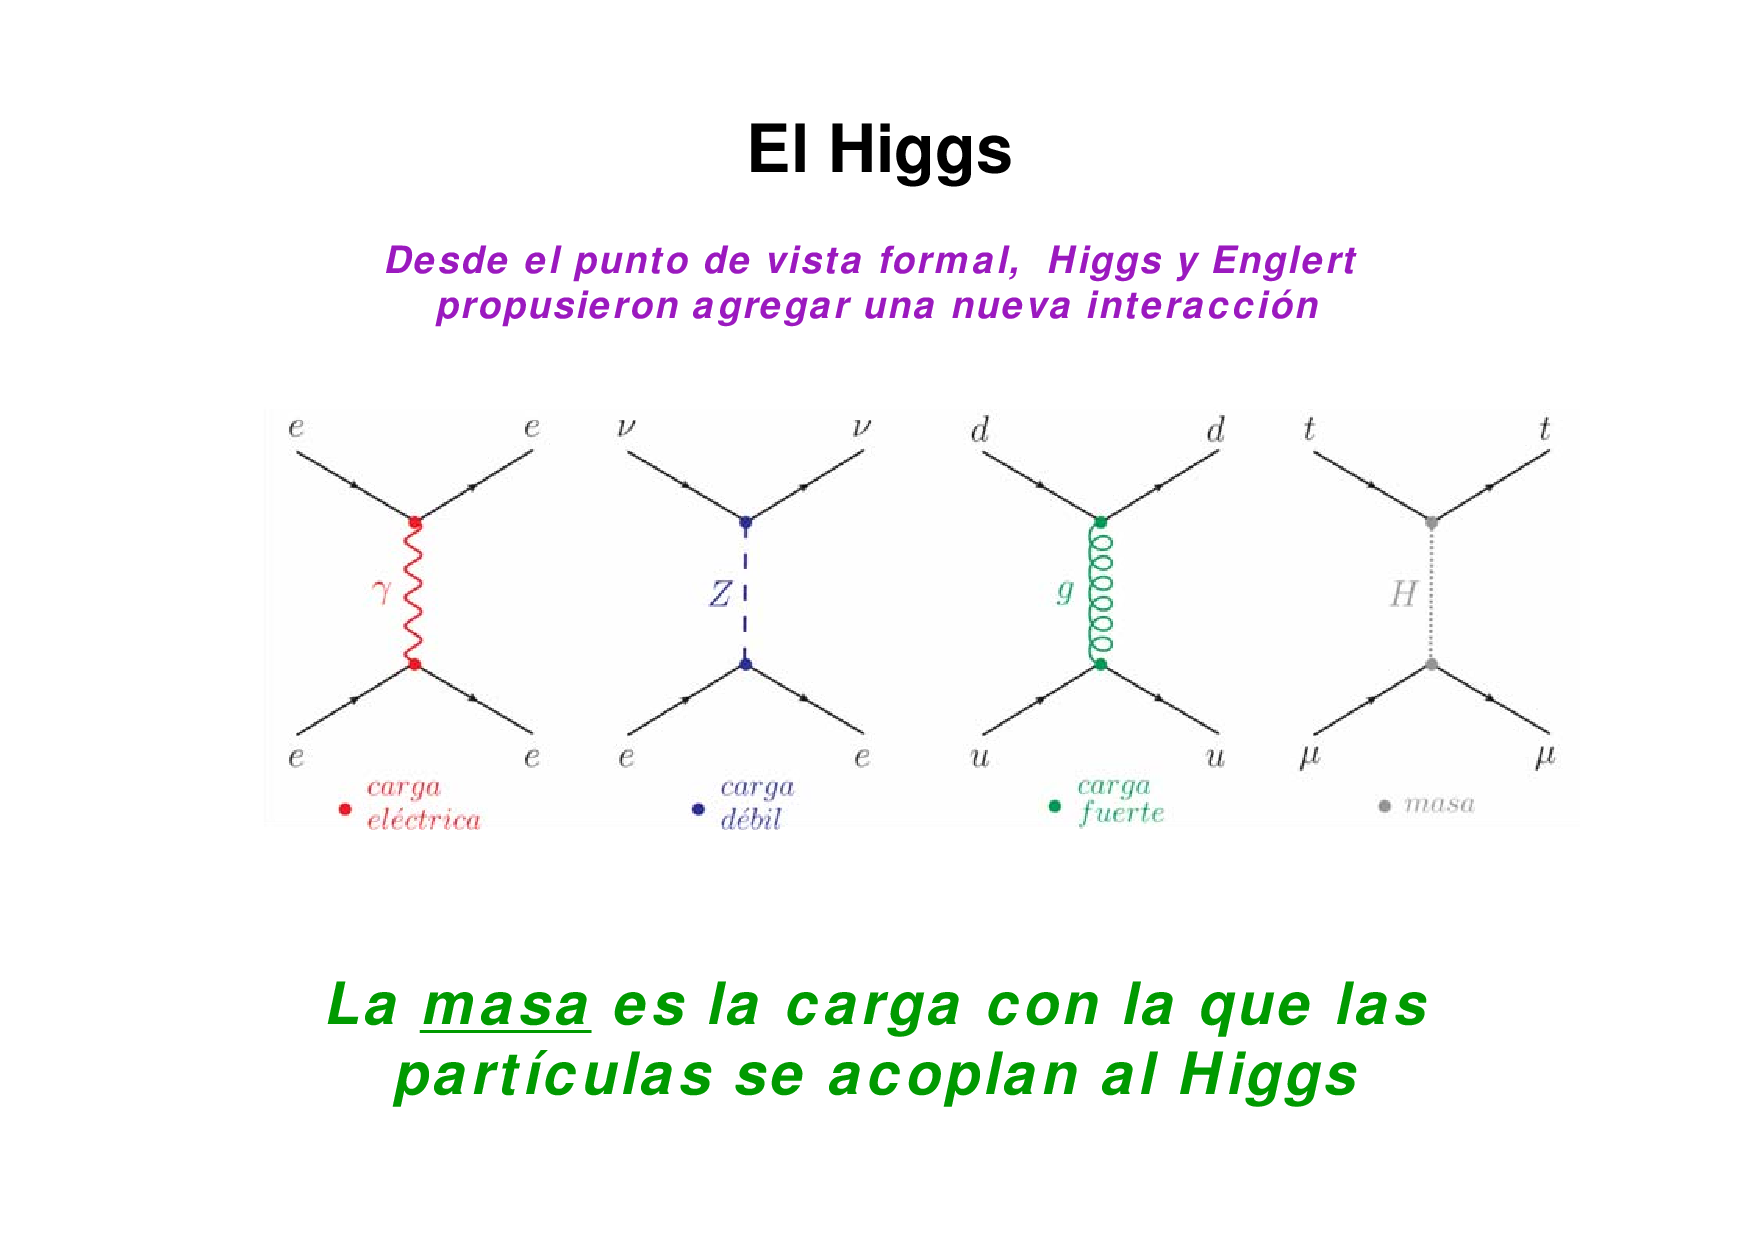 El Higgs
Desde el punto de vista formal, Higgs y Englert
propusieron agregar una nueva interacción
e e ν ν d d t t
γ Z g H
e e e e u u μ μ
carga
eléctrica
carga
débil
carga
fuerte
masa
La masa es la carga con la que las
partículas se acoplan al Higgs